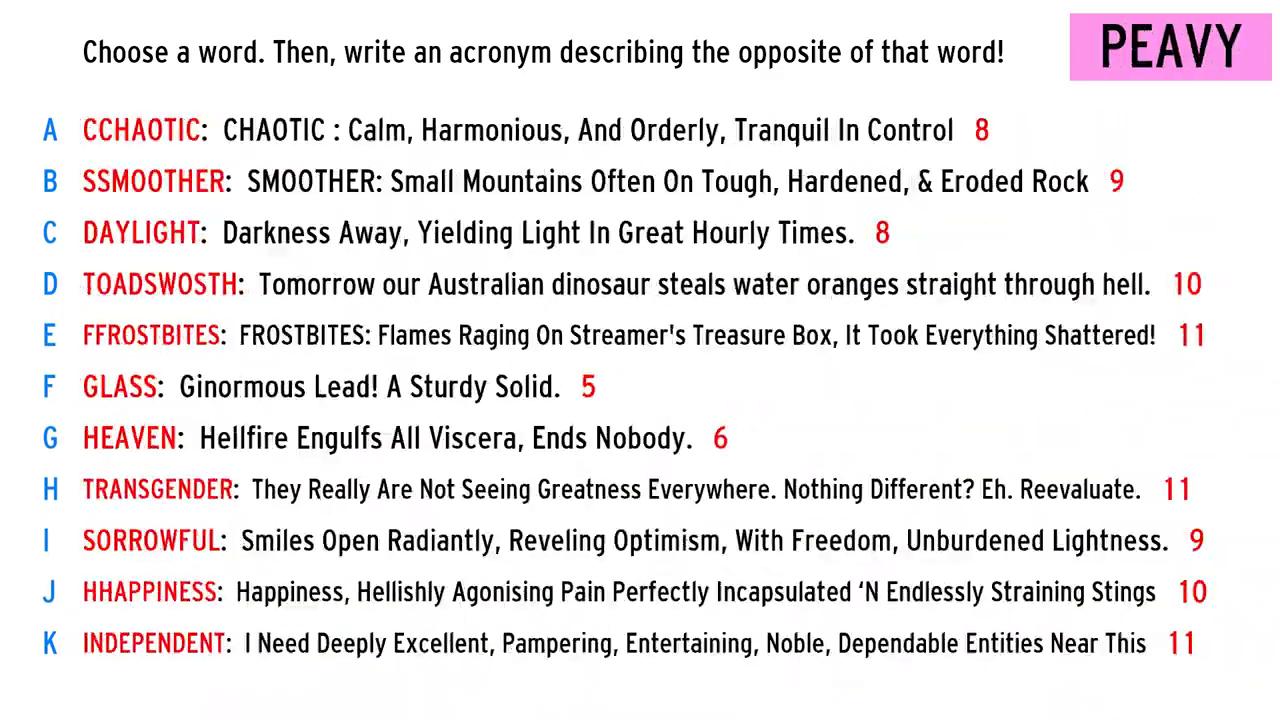 Choose a word. Then, write an acronym describing the opposite of that word!
PEAVY
A CCHAOTIC: CHAOTIC : Calm, Harmonious, And Orderly, Tranquil In Control 8
B SSMOOTHER: SMOOTHER: Small Mountains Often On Tough, Hardened, & Eroded Rock 9
C DAYLIGHT: Darkness Away, Yielding Light In Great Hourly Times. 8
D TOADSWOSTH: Tomorrow our Australian dinosaur steals water oranges straight through hell. 10
E FFROSTBITES: FROSTBITES: Flames Raging On Streamer's Treasure Box, It Took Everything Shattered! 11
F GLASS: Ginormous Lead! A Sturdy Solid. 5
G HEAVEN: Hellfire Engulfs All Viscera, Ends Nobody. 6
H TRANSGENDER: They Really Are Not Seeing Greatness Everywhere. Nothing Different? Eh. Reevaluate. 11
I SORROWFUL: Smiles Open Radiantly, Reveling Optimism, With Freedom, Unburdened Lightness. 9
J HHAPPINESS: Happiness, Hellishly Agonising Pain Perfectly Incapsulated ‘N Endlessly Straining Stings 10
K INDEPENDENT: I Need Deeply Excellent, Pampering, Entertaining, Noble, Dependable Entities Near This 11